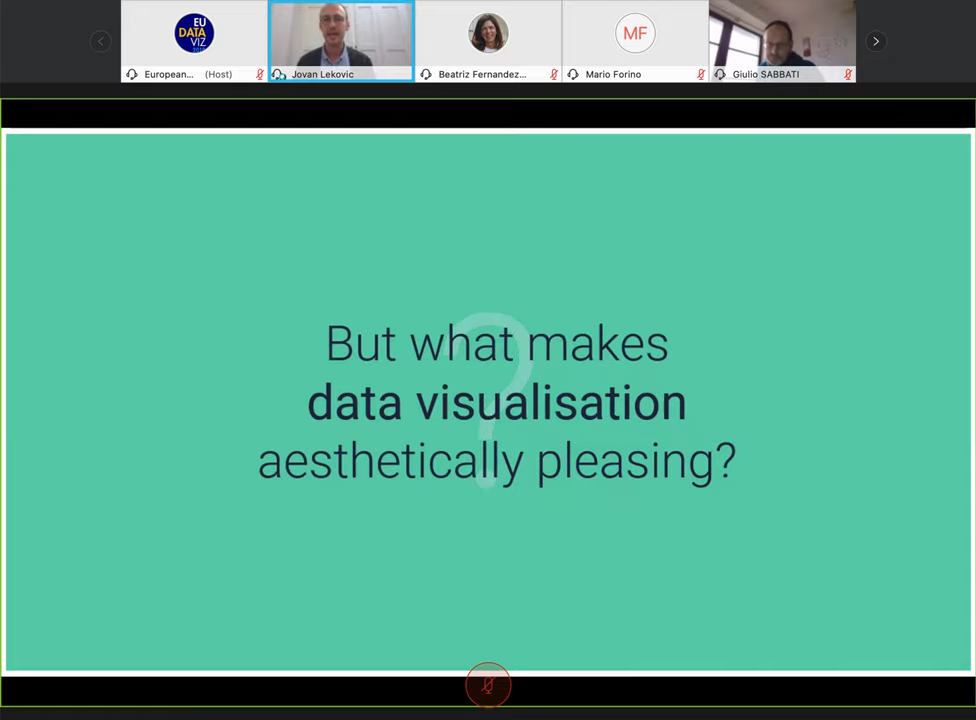 EU
DATA
VIZ
European... (Host)
Jovan Lekovic
Beatriz Fernandez...
MF
Mario Forino
Giulio SABBATI
But what makes
data visualisation
aesthetically pleasing?